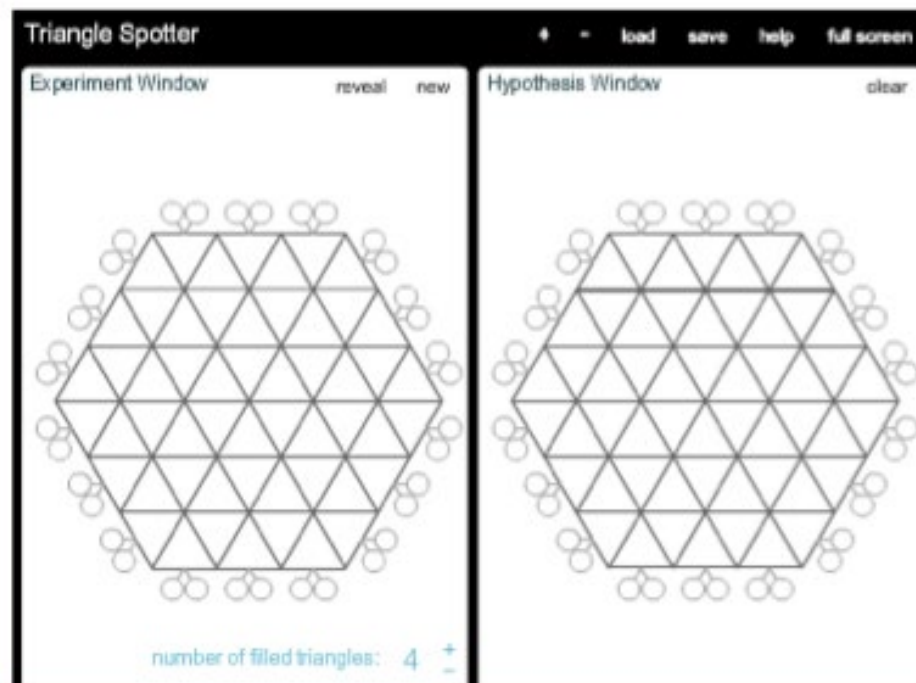 Triangle Spotter + - load save help full screen
Experiment Window reveal new
Hypothesis Window clear
number of filled triangles: 4 + -